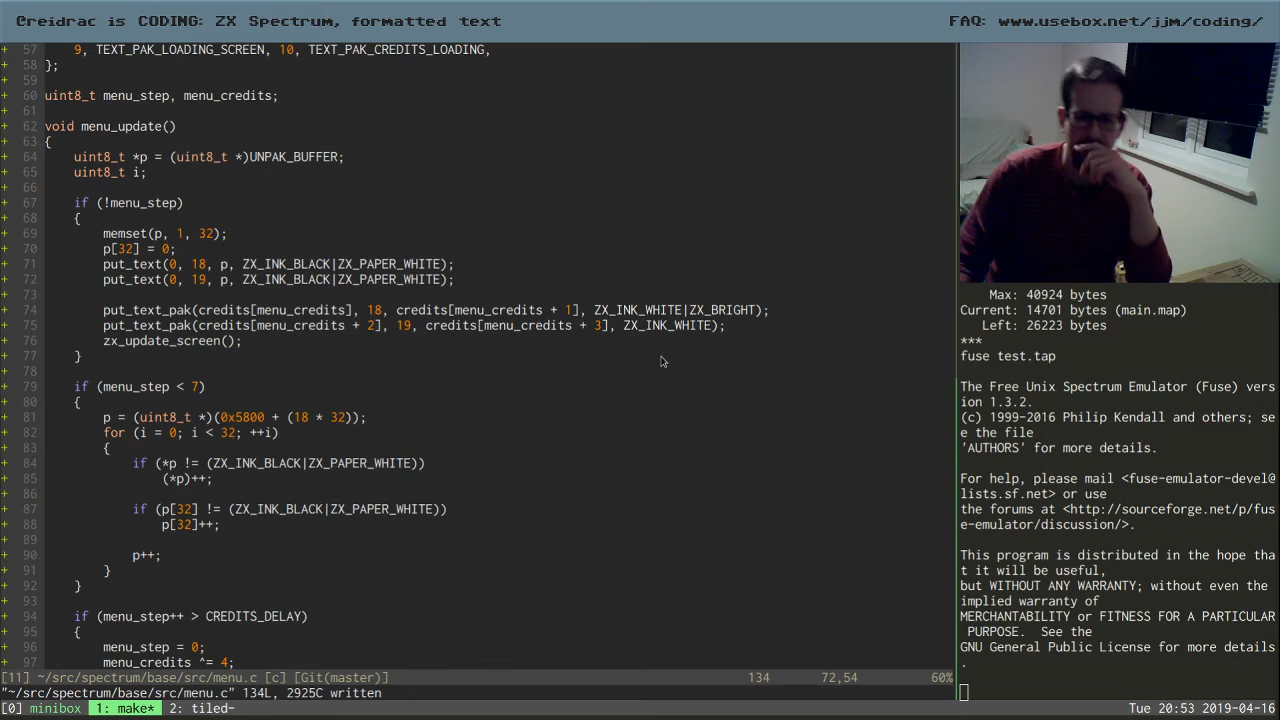 @reidrac is CODING: ZX Spectrum, formatted text
FAQ: www.usebox.net/jjm/coding/
+ 57     9, TEXT_PAK_LOADING_SCREEN, 10, TEXT_PAK_CREDITS_LOADING,
+ 58 };
+ 59
+ 60 uint8_t menu_step, menu_credits;
+ 61
+ 62 void menu_update()
+ 63 {
+ 64     uint8_t *p = (uint8_t *)UNPAK_BUFFER;
+ 65     uint8_t i;
+ 66
+ 67     if (!menu_step)
+ 68     {
+ 69         memset(p, 1, 32);
+ 70         p[32] = 0;
+ 71         put_text(0, 18, p, ZX_INK_BLACK|ZX_PAPER_WHITE);
+ 72         put_text(0, 19, p, ZX_INK_BLACK|ZX_PAPER_WHITE);
+ 73
+ 74         put_text_pak(credits[menu_credits], 18, credits[menu_credits + 1], ZX_INK_WHITE|ZX_BRIGHT);
+ 75         put_text_pak(credits[menu_credits + 2], 19, credits[menu_credits + 3], ZX_INK_WHITE);
+ 76         zx_update_screen();
+ 77     }
+ 78
+ 79     if (menu_step < 7)
+ 80     {
+ 81         p = (uint8_t *)(0x5800 + (18 * 32));
+ 82         for (i = 0; i < 32; ++i)
+ 83         {
+ 84             if (*p != (ZX_INK_BLACK|ZX_PAPER_WHITE))
+ 85                 (*p)++;
+ 86
+ 87             if (p[32] != (ZX_INK_BLACK|ZX_PAPER_WHITE))
+ 88                 p[32]++;
+ 89
+ 90             p++;
+ 91         }
+ 92     }
+ 93
+ 94     if (menu_step++ > CREDITS_DELAY)
+ 95     {
+ 96         menu_step = 0;
+ 97         menu_credits ^= 4;
[11] ~/src/spectrum/base/src/menu.c [c] [Git(master)] 134 72,54 60%
"~/src/spectrum/base/src/menu.c" 134L, 2925C written
Max: 40924 bytes
Current: 14701 bytes (main.map)
Left: 26223 bytes
***
fuse test.tap
The Free Unix Spectrum Emulator (Fuse) vers
ion 1.3.2.
(c) 1999-2016 Philip Kendall and others; se
e the file
'AUTHORS' for more details.
For help, please mail <fuse-emulator-devel@
lists.sf.net> or use
the forums at <http://sourceforge.net/p/fus
e-emulator/discussion/>.
This program is distributed in the hope tha
t it will be useful,
but WITHOUT ANY WARRANTY; without even the
implied warranty of
MERCHANTABILITY or FITNESS FOR A PARTICULAR
PURPOSE.  See the
GNU General Public License for more details
.
[0] minibox 1: make* 2: tiled- Tue 20:53 2019-04-16